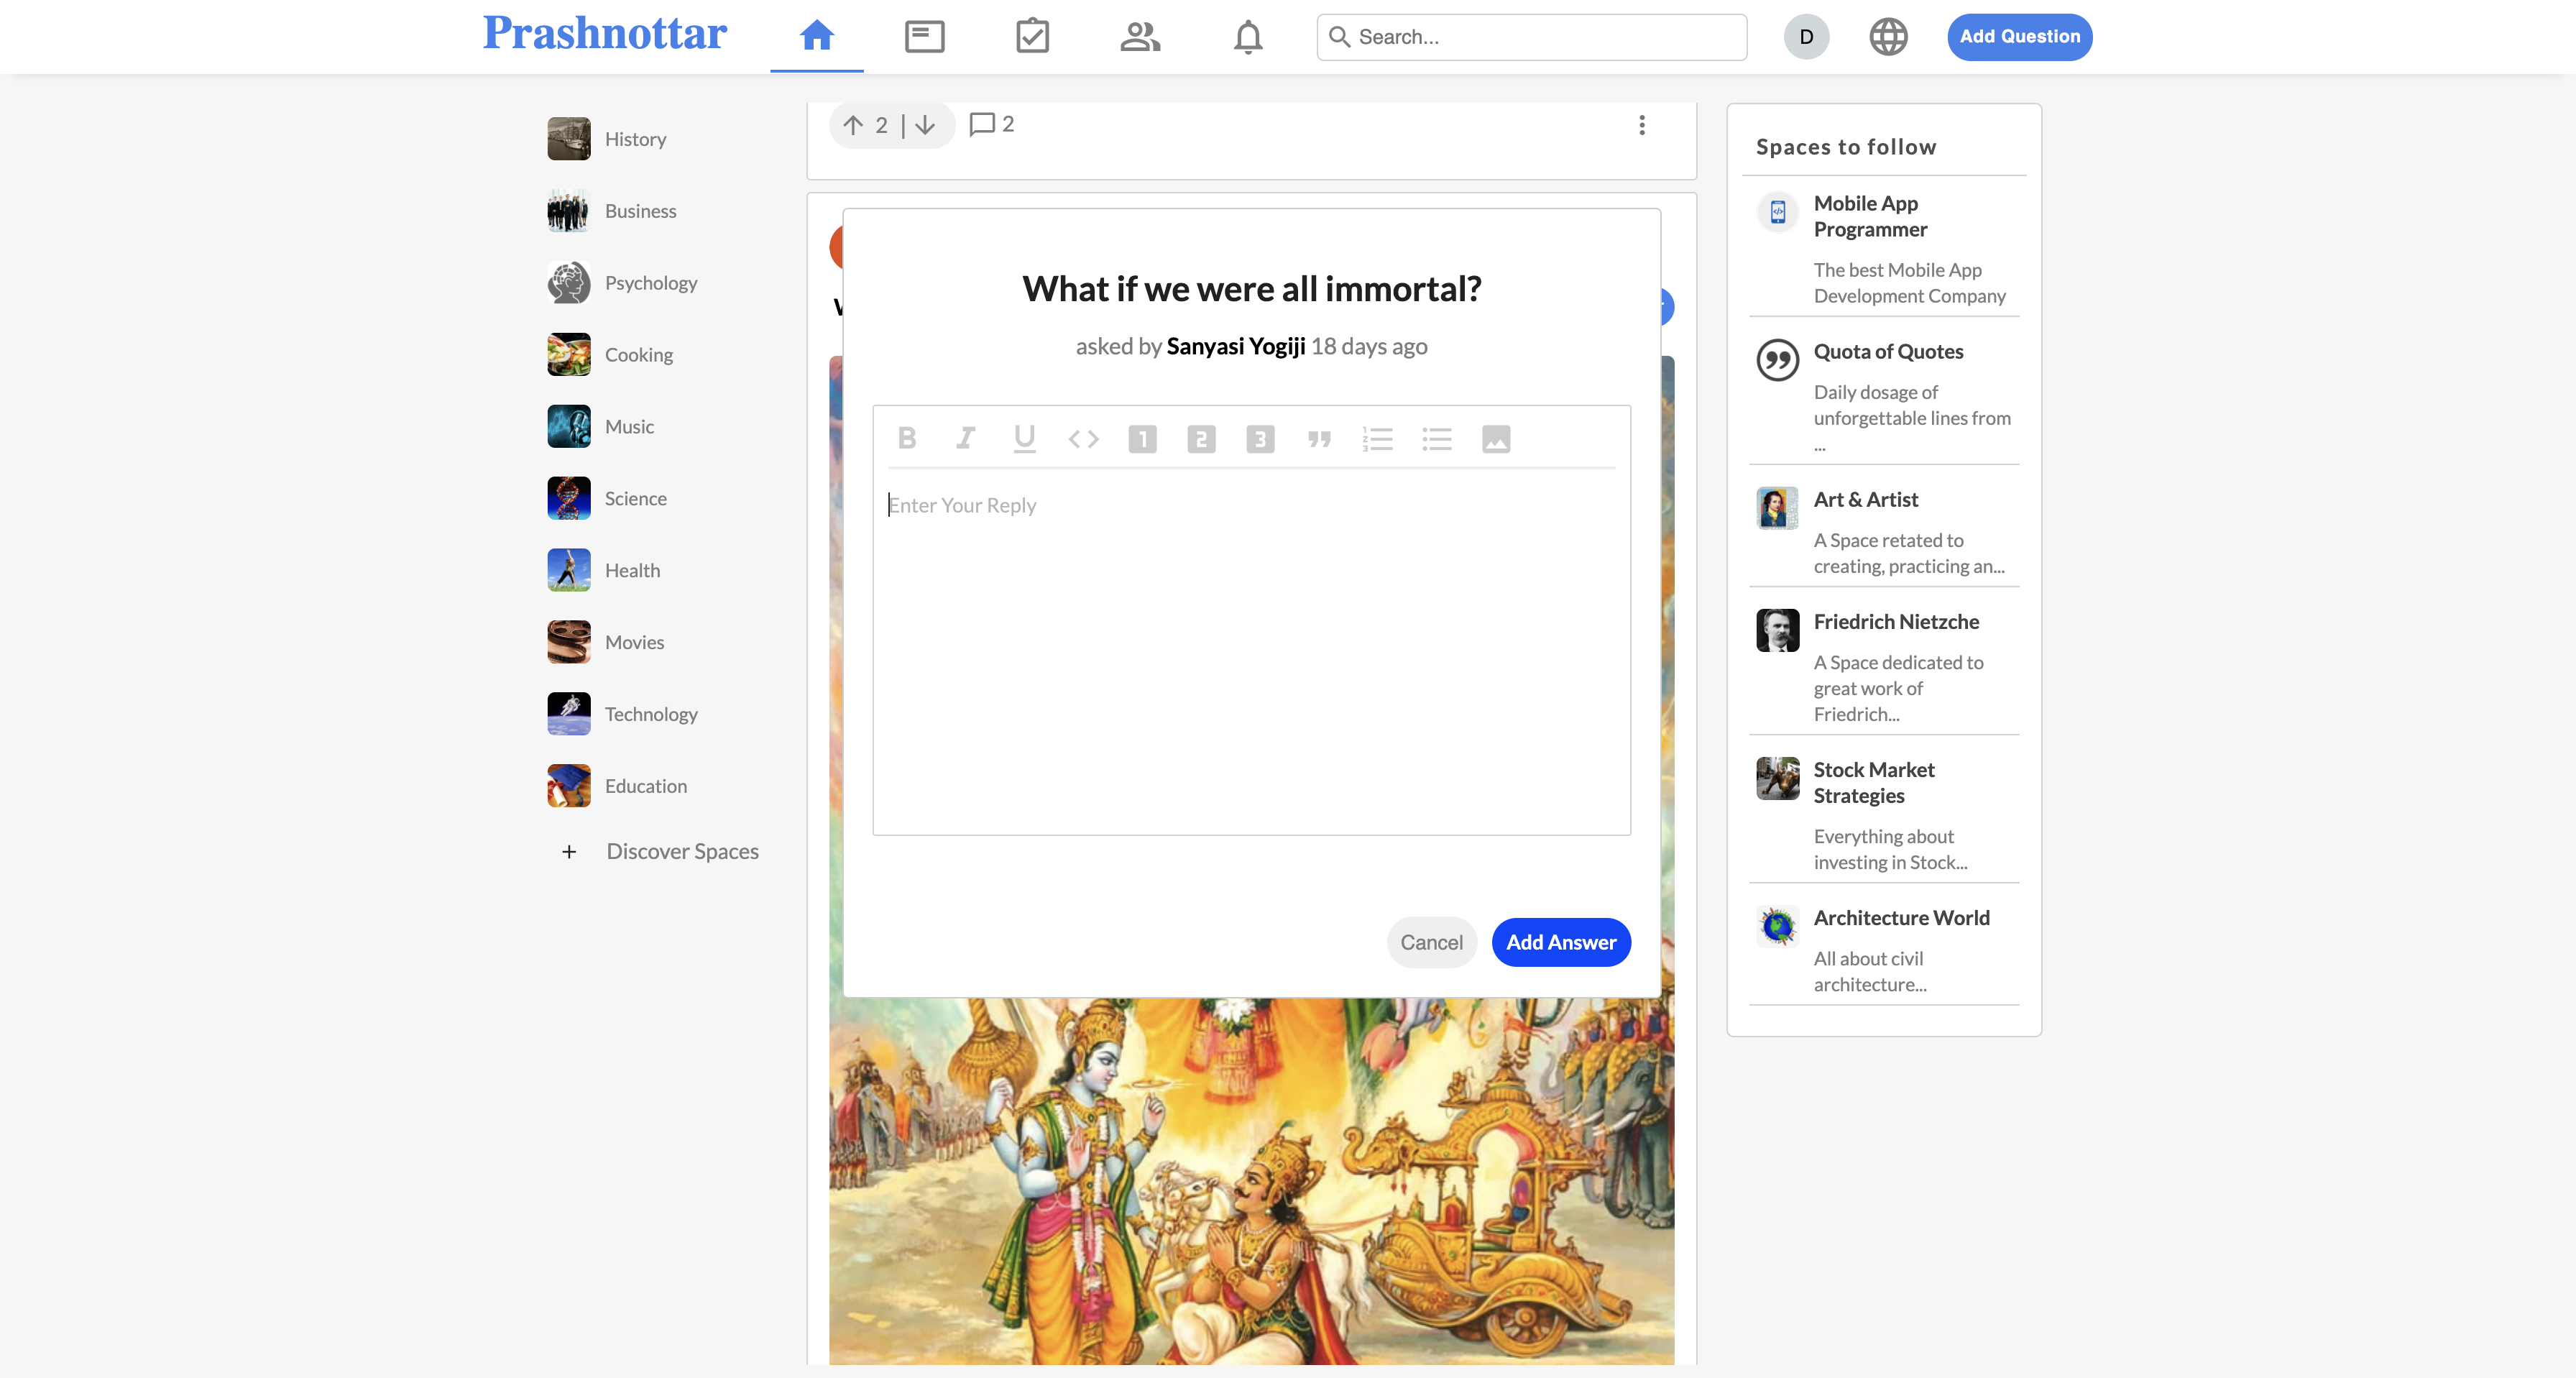 Prashnottar
Search...
D
Add Question
History
Business
Psychology
Cooking
Music
Science
Health
Movies
Technology
Education
+ Discover Spaces
2 |
2
What if we were all immortal?
asked by Sanyasi Yogiji 18 days ago
B I U <> 1 2 3
Enter Your Reply
Cancel
Add Answer
Spaces to follow
Mobile App
Programmer
The best Mobile App
Development Company
Quota of Quotes
Daily dosage of
unforgettable lines from
...
Art & Artist
A Space retated to
creating, practicing an...
Friedrich Nietzche
A Space dedicated to
great work of
Friedrich...
Stock Market
Strategies
Everything about
investing in Stock...
Architecture World
All about civil
architecture...